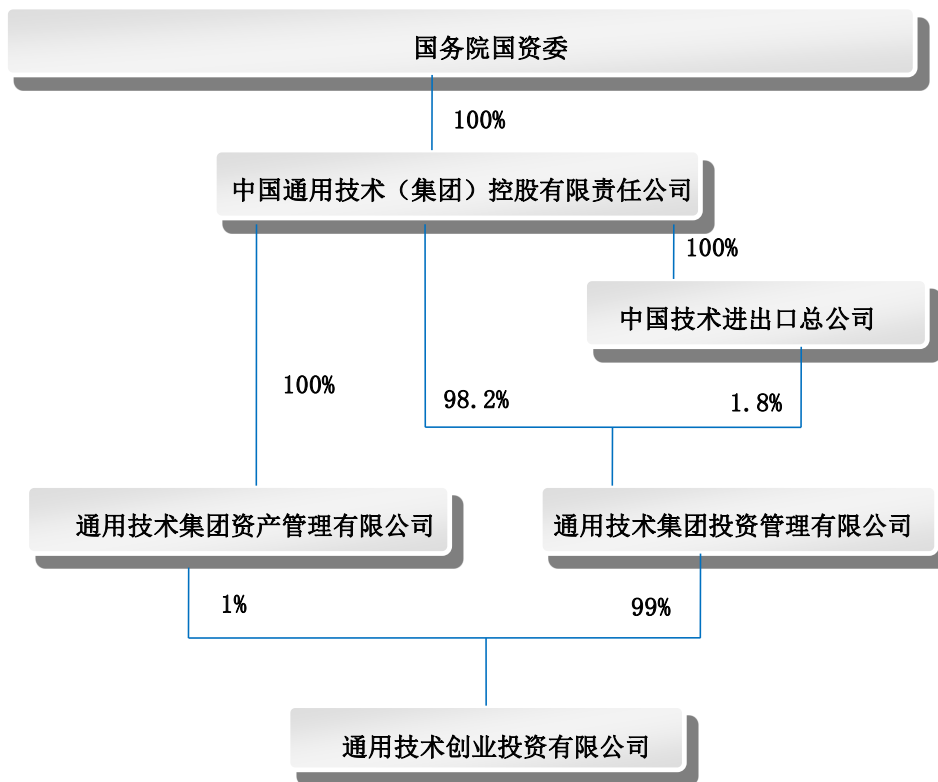 国务院国资委
100%
中国通用技术（集团）控股有限责任公司
100%
中国技术进出口总公司
100%
98.2%
1.8%
通用技术集团资产管理有限公司
通用技术集团投资管理有限公司
1%
99%
通用技术创业投资有限公司